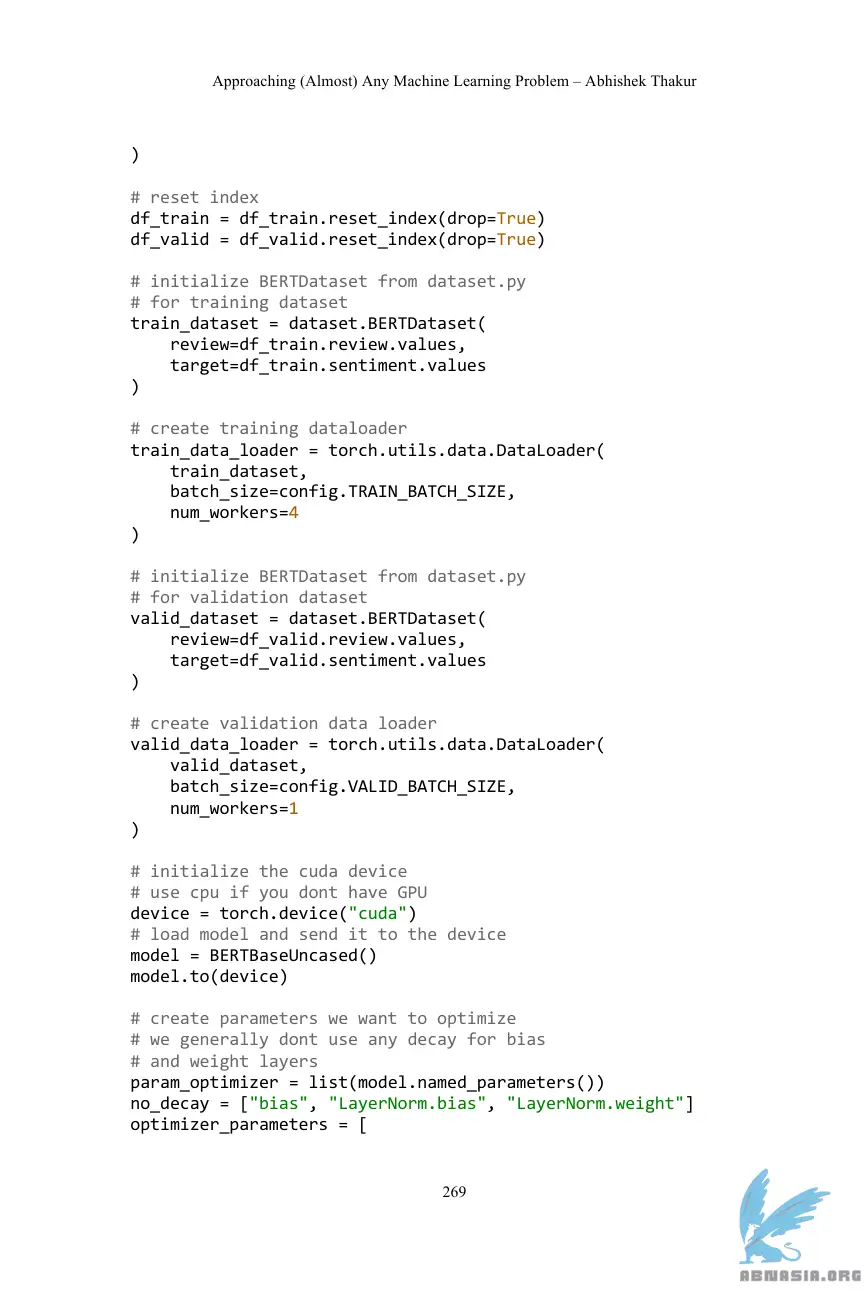 Approaching (Almost) Any Machine Learning Problem – Abhishek Thakur
)
# reset index
df_train = df_train.reset_index(drop=True)
df_valid = df_valid.reset_index(drop=True)
# initialize BERTDataset from dataset.py
# for training dataset
train_dataset = dataset.BERTDataset(
    review=df_train.review.values,
    target=df_train.sentiment.values
)
# create training dataloader
train_data_loader = torch.utils.data.DataLoader(
    train_dataset,
    batch_size=config.TRAIN_BATCH_SIZE,
    num_workers=4
)
# initialize BERTDataset from dataset.py
# for validation dataset
valid_dataset = dataset.BERTDataset(
    review=df_valid.review.values,
    target=df_valid.sentiment.values
)
# create validation data loader
valid_data_loader = torch.utils.data.DataLoader(
    valid_dataset,
    batch_size=config.VALID_BATCH_SIZE,
    num_workers=1
)
# initialize the cuda device
# use cpu if you dont have GPU
device = torch.device("cuda")
# load model and send it to the device
model = BERTBaseUncased()
model.to(device)
# create parameters we want to optimize
# we generally dont use any decay for bias
# and weight layers
param_optimizer = list(model.named_parameters())
no_decay = ["bias", "LayerNorm.bias", "LayerNorm.weight"]
optimizer_parameters = [
269
ABNASIA.ORG